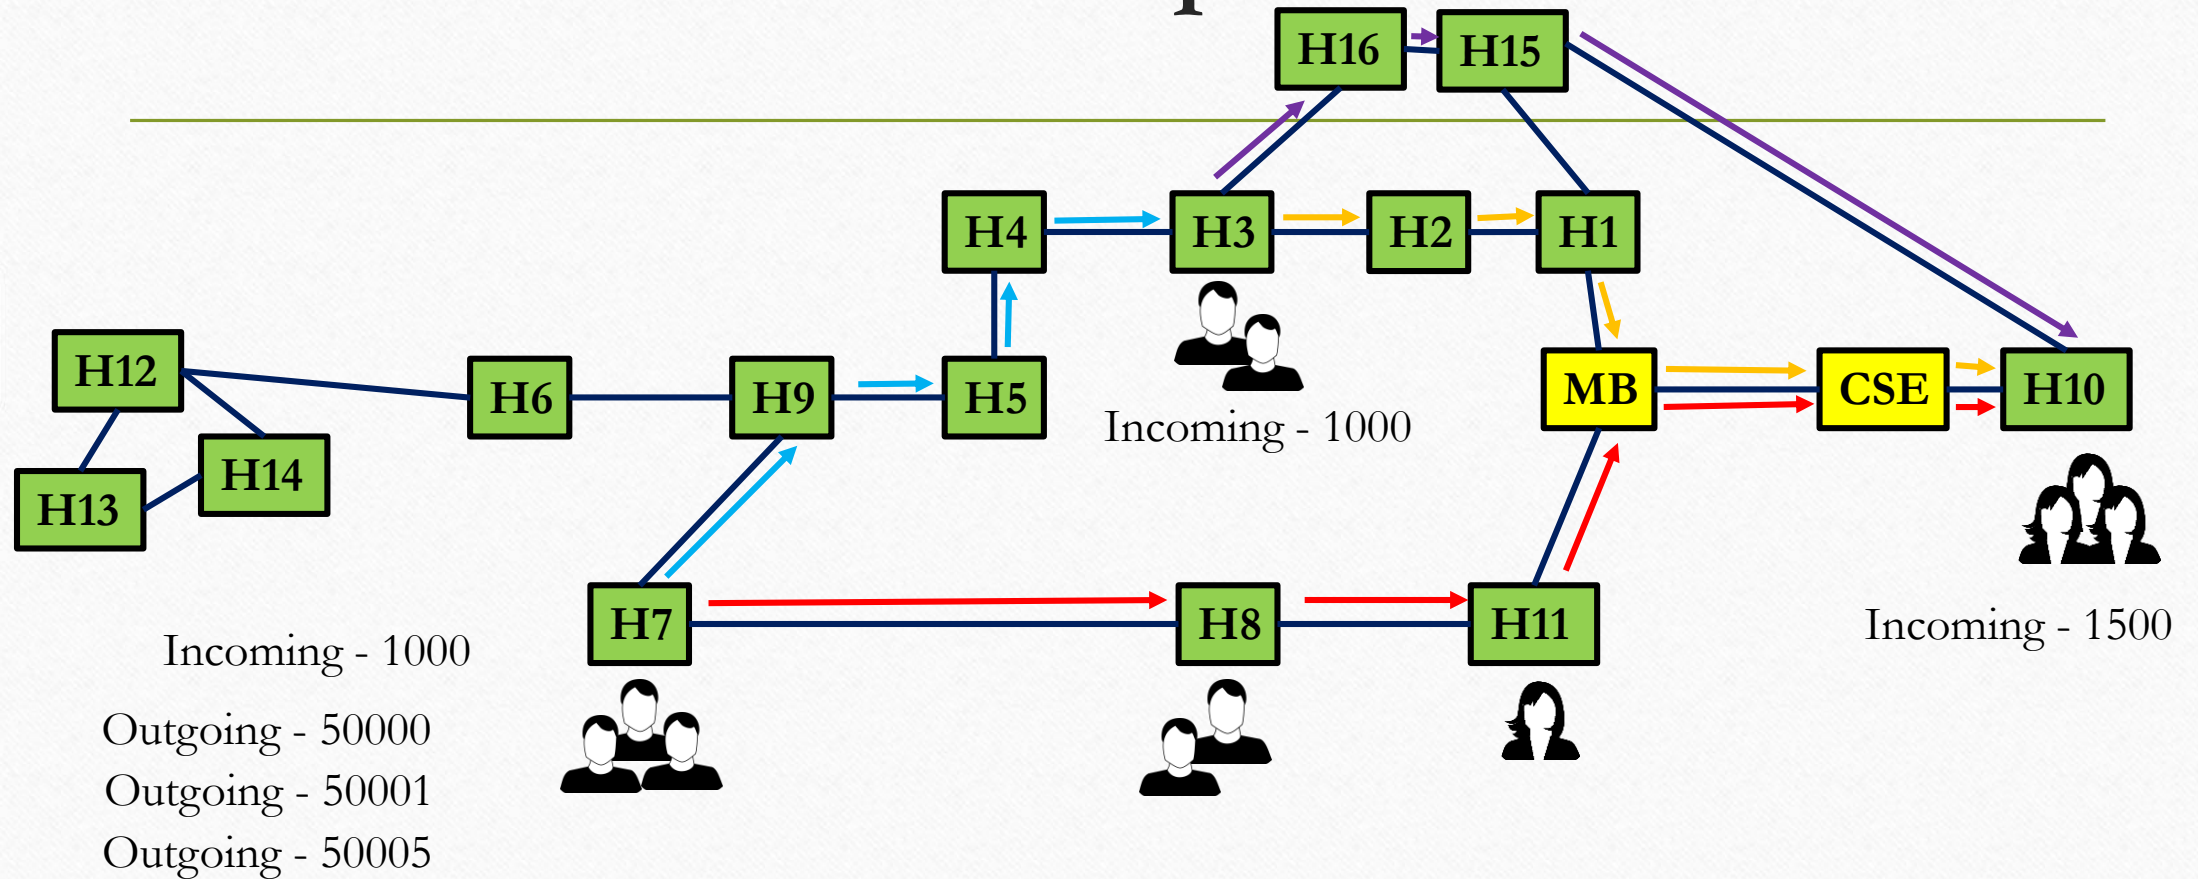 H16
H15
H4
H3
H2
H1
H12
H6
H9
H5
MB
CSE
H10
Incoming - 1000
H14
H13
H7
H8
H11
Incoming - 1500
Incoming - 1000
Outgoing - 50000
Outgoing - 50001
Outgoing - 50005